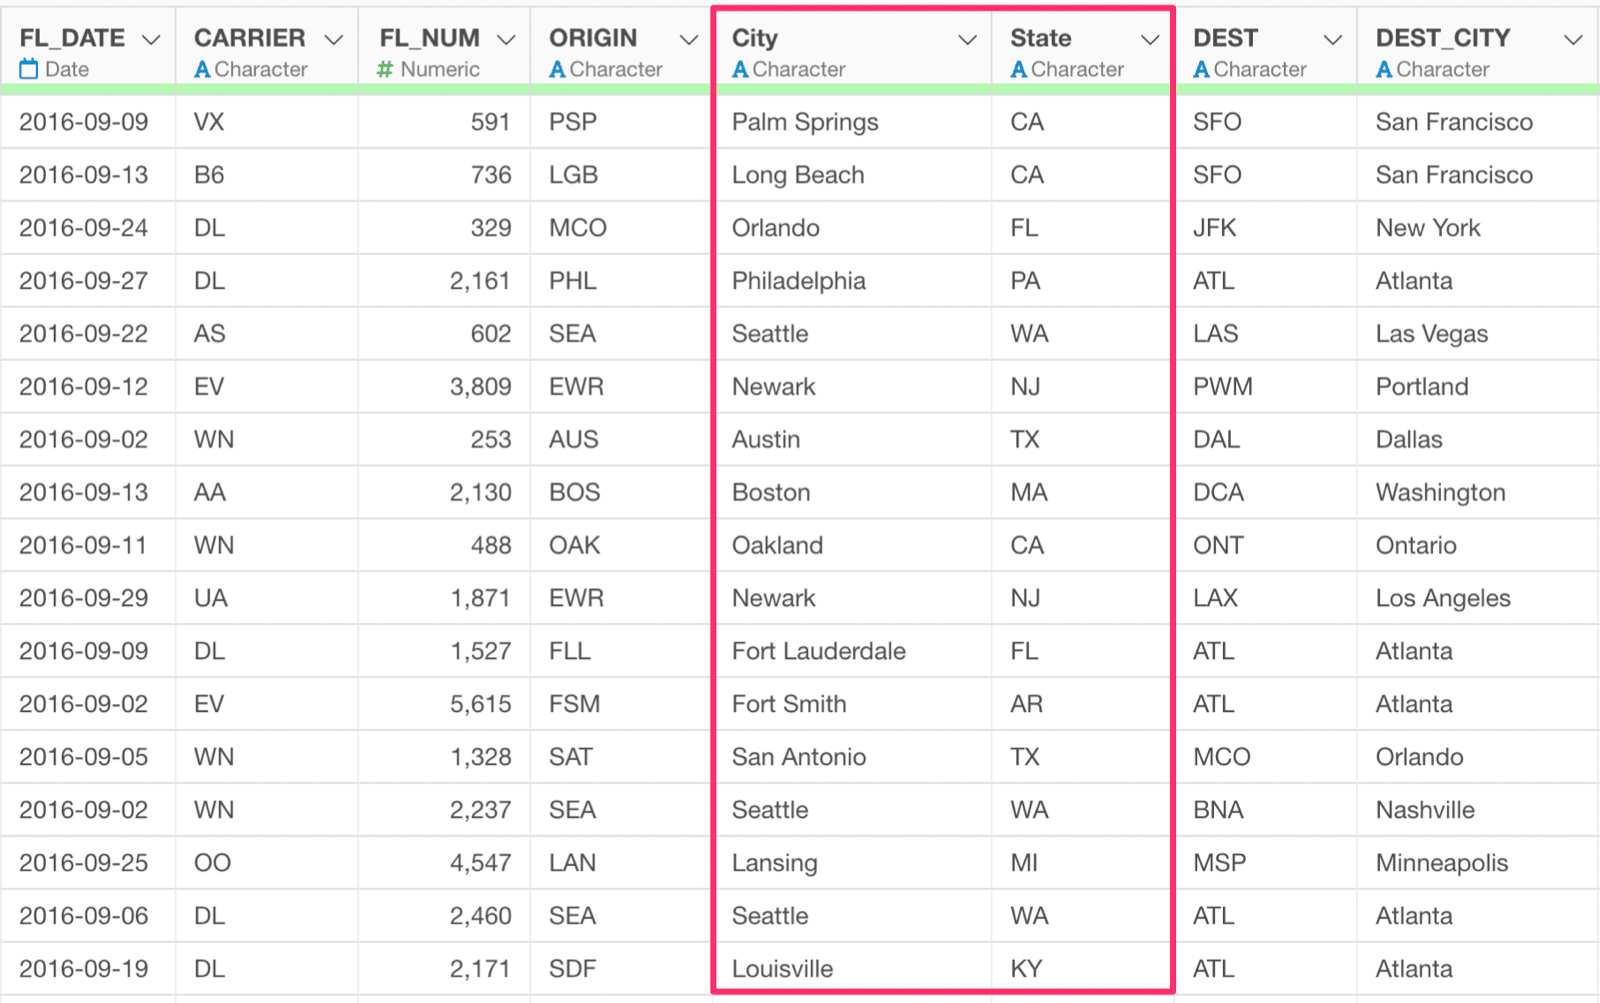 FL_DATE CARRIER FL_NUM ORIGIN City State DEST DEST_CITY
Date A Character # Numeric A Character A Character A Character A Character A Character
2016-09-09 VX 591 PSP Palm Springs CA SFO San Francisco
2016-09-13 B6 736 LGB Long Beach CA SFO San Francisco
2016-09-24 DL 329 MCO Orlando FL JFK New York
2016-09-27 DL 2,161 PHL Philadelphia PA ATL Atlanta
2016-09-22 AS 602 SEA Seattle WA LAS Las Vegas
2016-09-12 EV 3,809 EWR Newark NJ PWM Portland
2016-09-02 WN 253 AUS Austin TX DAL Dallas
2016-09-13 AA 2,130 BOS Boston MA DCA Washington
2016-09-11 WN 488 OAK Oakland CA ONT Ontario
2016-09-29 UA 1,871 EWR Newark NJ LAX Los Angeles
2016-09-09 DL 1,527 FLL Fort Lauderdale FL ATL Atlanta
2016-09-02 EV 5,615 FSM Fort Smith AR ATL Atlanta
2016-09-05 WN 1,328 SAT San Antonio TX MCO Orlando
2016-09-02 WN 2,237 SEA Seattle WA BNA Nashville
2016-09-25 OO 4,547 LAN Lansing MI MSP Minneapolis
2016-09-06 DL 2,460 SEA Seattle WA ATL Atlanta
2016-09-19 DL 2,171 SDF Louisville KY ATL Atlanta